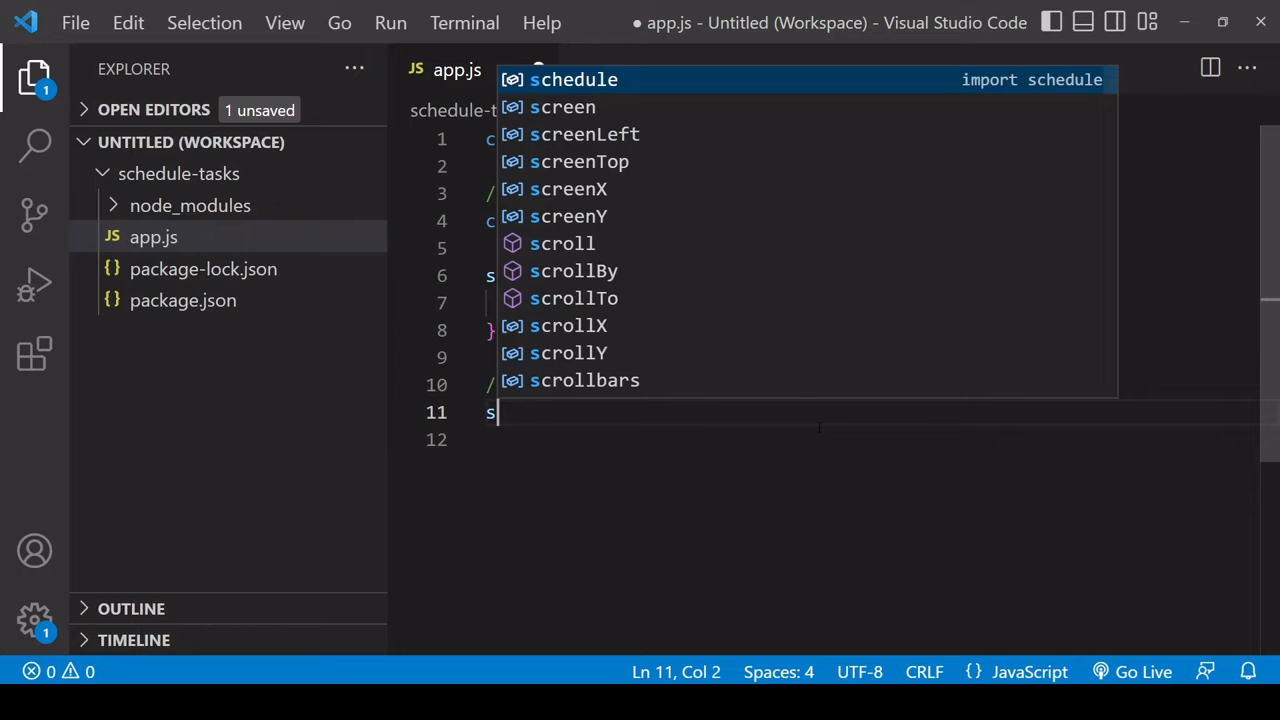 File Edit Selection View Go Run Terminal Help ● app.js - Untitled (Workspace) - Visual Studio Code
EXPLORER ···
1
OPEN EDITORS 1 unsaved
UNTITLED (WORKSPACE)
schedule-tasks
node_modules
JS app.js
{} package-lock.json
{} package.json
OUTLINE
TIMELINE
1
JS app.js
schedule-t
schedule import schedule
screen
screenLeft
screenTop
screenX
screenY
scroll
scrollBy
scrollTo
scrollX
scrollY
scrollbars
1 c
2
3 /
4 c
5
6 s
7
8 }
9
10 /
11 s
12
0 0 Ln 11, Col 2 Spaces: 4 UTF-8 CRLF {} JavaScript Go Live